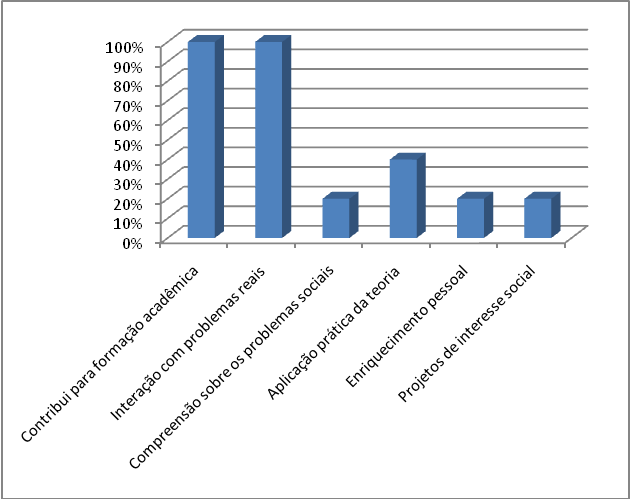 100%
90%
80%
70%
60%
50%
40%
30%
20%
10%
0%
Contribui para formação acadêmica
Interação com problemas reais
Compreensão sobre os problemas sociais
Aplicação prática da teoria
Enriquecimento pessoal
Projetos de interesse social